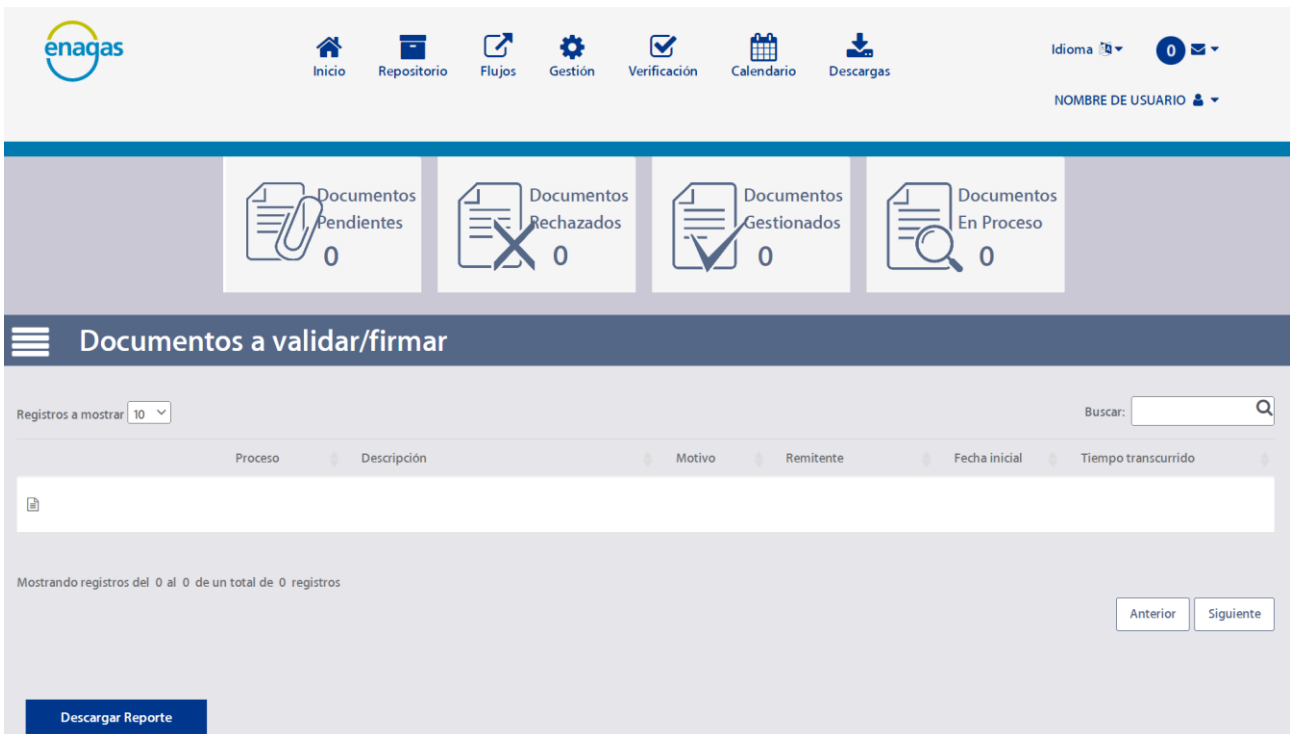 enagas
Inicio Repositorio Flujos Gestión Verificación Calendario Descargas
Idioma 0
NOMBRE DE USUARIO
Documentos Pendientes 0
Documentos Rechazados 0
Documentos Gestionados 0
Documentos En Proceso 0
Documentos a validar/firmar
Registros a mostrar 10 Buscar:
Proceso Descripción Motivo Remitente Fecha inicial Tiempo transcurrido
Mostrando registros del 0 al 0 de un total de 0 registros
Anterior Siguiente
Descargar Reporte